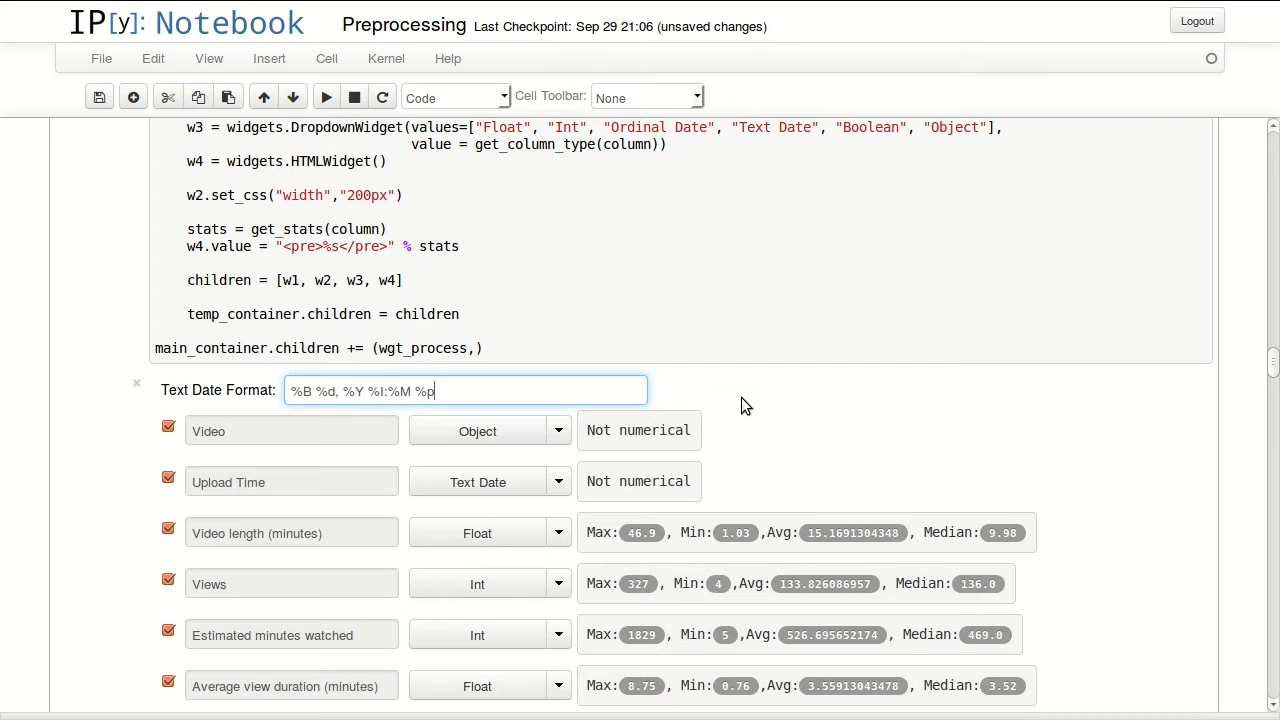 IP[y]: Notebook Preprocessing Last Checkpoint: Sep 29 21:06 (unsaved changes) Logout
File Edit View Insert Cell Kernel Help
Code Cell Toolbar: None
w3 = widgets.DropdownWidget(values=["Float", "Int", "Ordinal Date", "Text Date", "Boolean", "Object"],
value = get_column_type(column))
w4 = widgets.HTMLWidget()
w2.set_css("width","200px")
stats = get_stats(column)
w4.value = "<pre>%s</pre>" % stats
children = [w1, w2, w3, w4]
temp_container.children = children
main_container.children += (wgt_process,)
Text Date Format: %B %d, %Y %I:%M %p
Video Object Not numerical
Upload Time Text Date Not numerical
Video length (minutes) Float Max: 46.9 , Min: 1.03 ,Avg: 15.1691304348 , Median: 9.98
Views Int Max: 327 , Min: 4 ,Avg: 133.826086957 , Median: 136.0
Estimated minutes watched Int Max: 1829 , Min: 5 ,Avg: 526.695652174 , Median: 469.0
Average view duration (minutes) Float Max: 8.75 , Min: 0.76 ,Avg: 3.55913043478 , Median: 3.52